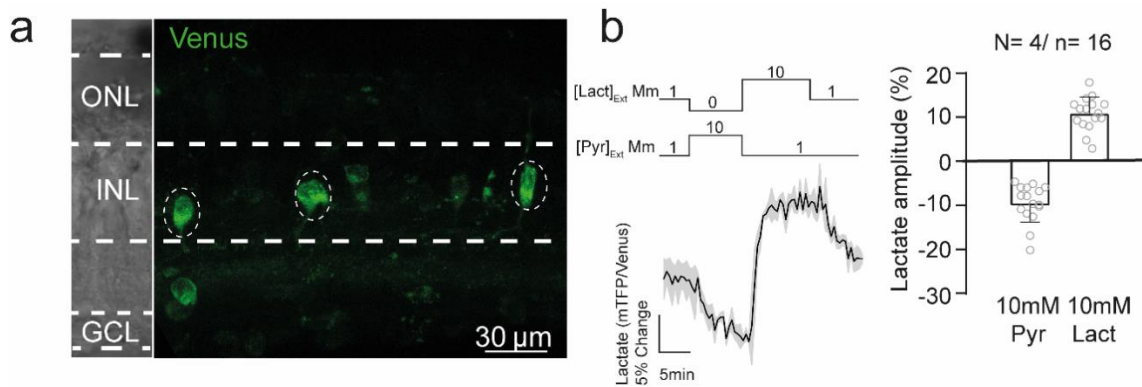 a
Venus
ONL
INL
GCL
30 µm
b
N= 4/ n= 16
[Lact]Ext Mm 1 0 10 1
[Pyr]Ext Mm 1 10 1
Lactate (mTFP/Venus)
5% Change
5min
Lactate amplitude (%)
20
10
0
-10
-20
-30
10mM 10mM
Pyr Lact